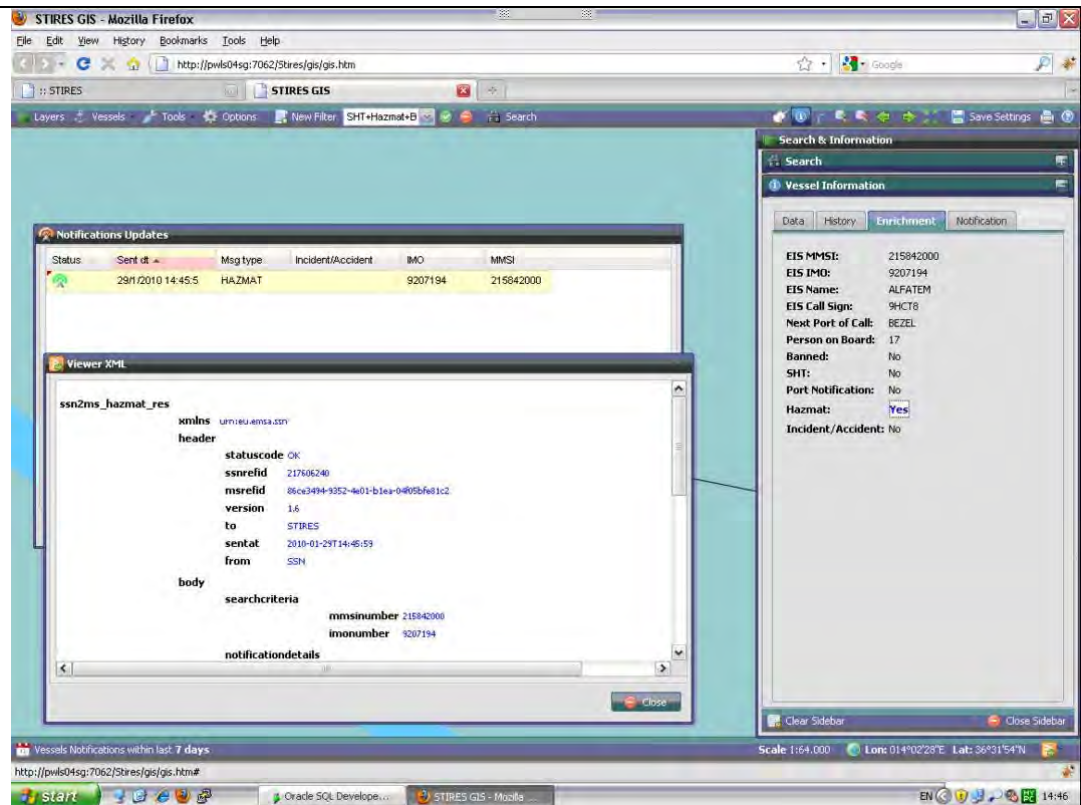 STIRES GIS - Mozilla Firefox
File Edit View History Bookmarks Tools Help
http://pwls04sg:7062/Stires/gis/gis.htm
Google
:: STIRES
STIRES GIS
Layers Vessels Tools Options New Filter SHT+Hazmat+B Search Save Settings
Search & Information
Search
Vessel Information
Data History Enrichment Notification
EIS MMSI: 215842000
EIS IMO: 9207194
EIS Name: ALFATEM
EIS Call Sign: 9HCT8
Next Port of Call: BEZEL
Person on Board: 17
Banned: No
SHT: No
Port Notification: No
Hazmat: Yes
Incident/Accident: No
Clear Sidebar Close Sidebar
Notifications Updates
Status Sent dt Msg type Incident/Accident IMO MMSI
29/1/2010 14:45:5 HAZMAT 9207194 215842000
Viewer XML
ssn2ms_hazmat_res
xmlns urn:eu.emsa.ssn
header
statuscode OK
ssnrefid 217606240
msrefid 86ce3494-9352-4e01-b1ea-04f05bfe81c2
version 1.6
to STIRES
sentat 2010-01-29T14:45:59
from SSN
body
searchcriteria
mmsinumber 215842000
imonumber 9207194
notificationdetails
Close
Vessels Notifications within last 7 days
Scale 1:64.000 Lon: 014°02'28"E Lat: 36°31'54"N
http://pwls04sg:7062/Stires/gis/gis.htm#
start
Oracle SQL Develope...
STIRES GIS - Mozilla ...
EN
14:46